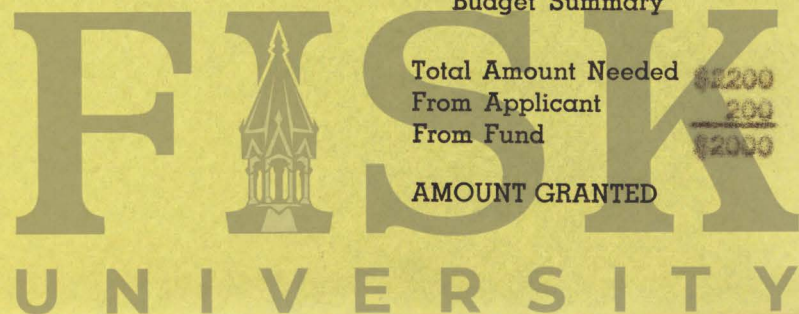 Budget Summary
Total Amount Needed $2200
From Applicant 200
From Fund $2000
AMOUNT GRANTED
FISK
UNIVERSITY